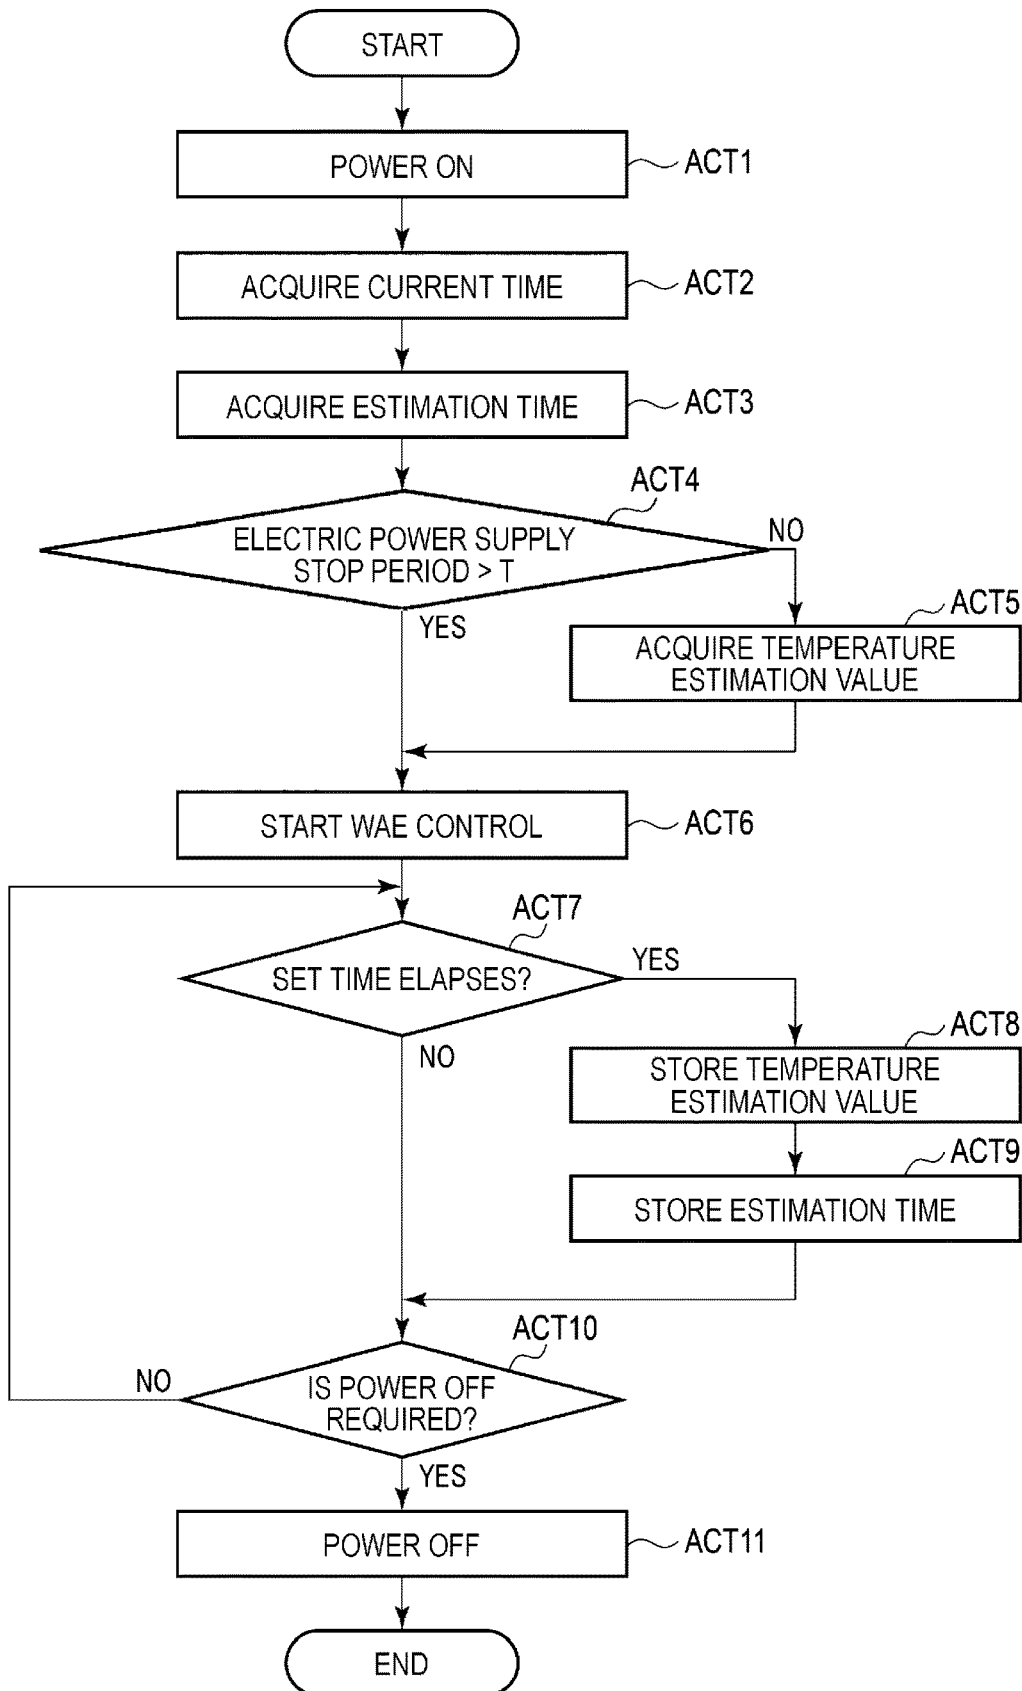 START
POWER ON
ACT1
ACQUIRE CURRENT TIME
ACT2
ACQUIRE ESTIMATION TIME
ACT3
ACT4
ELECTRIC POWER SUPPLY
STOP PERIOD > T
NO
YES
ACT5
ACQUIRE TEMPERATURE
ESTIMATION VALUE
START WAE CONTROL
ACT6
ACT7
SET TIME ELAPSES?
YES
NO
ACT8
STORE TEMPERATURE
ESTIMATION VALUE
ACT9
STORE ESTIMATION TIME
ACT10
IS POWER OFF
REQUIRED?
NO
YES
POWER OFF
ACT11
END